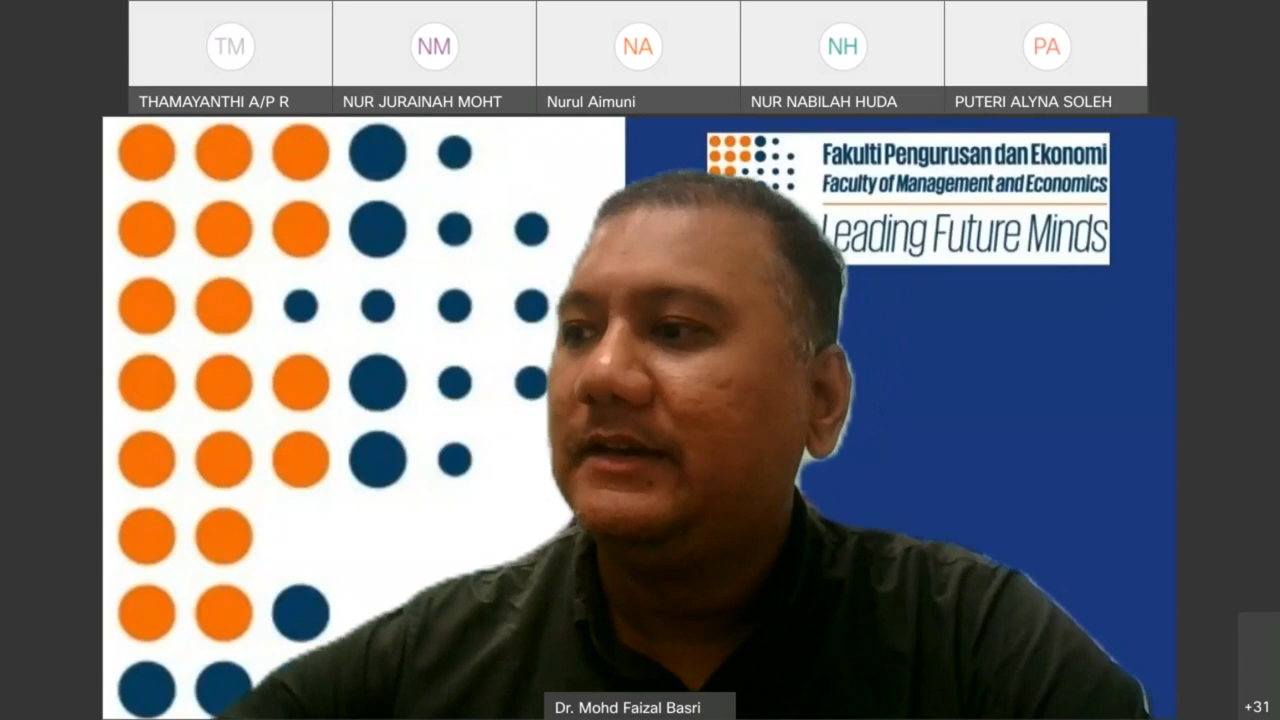 TM
NM
NA
NH
PA
THAMAYANTHI A/P R
NUR JURAINAH MOHT
Nurul Aimuni
NUR NABILAH HUDA
PUTERI ALYNA SOLEH
Fakulti Pengurusan dan Ekonomi
Faculty of Management and Economics
Leading Future Minds
Dr. Mohd Faizal Basri
+31